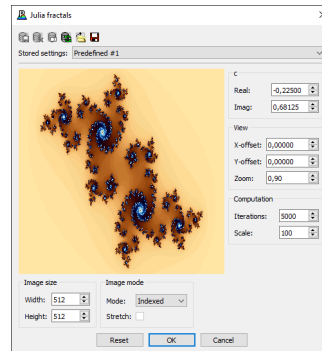 Julia fractals
Stored settings: Predefined #1
c
Real: -0,22500
Imag: 0,68125
View
X-offset: 0,00000
Y-offset: 0,00000
Zoom: 0,90
Computation
Iterations: 5000
Scale: 100
Image size
Width: 512
Height: 512
Image mode
Mode: Indexed
Stretch:
Reset OK Cancel